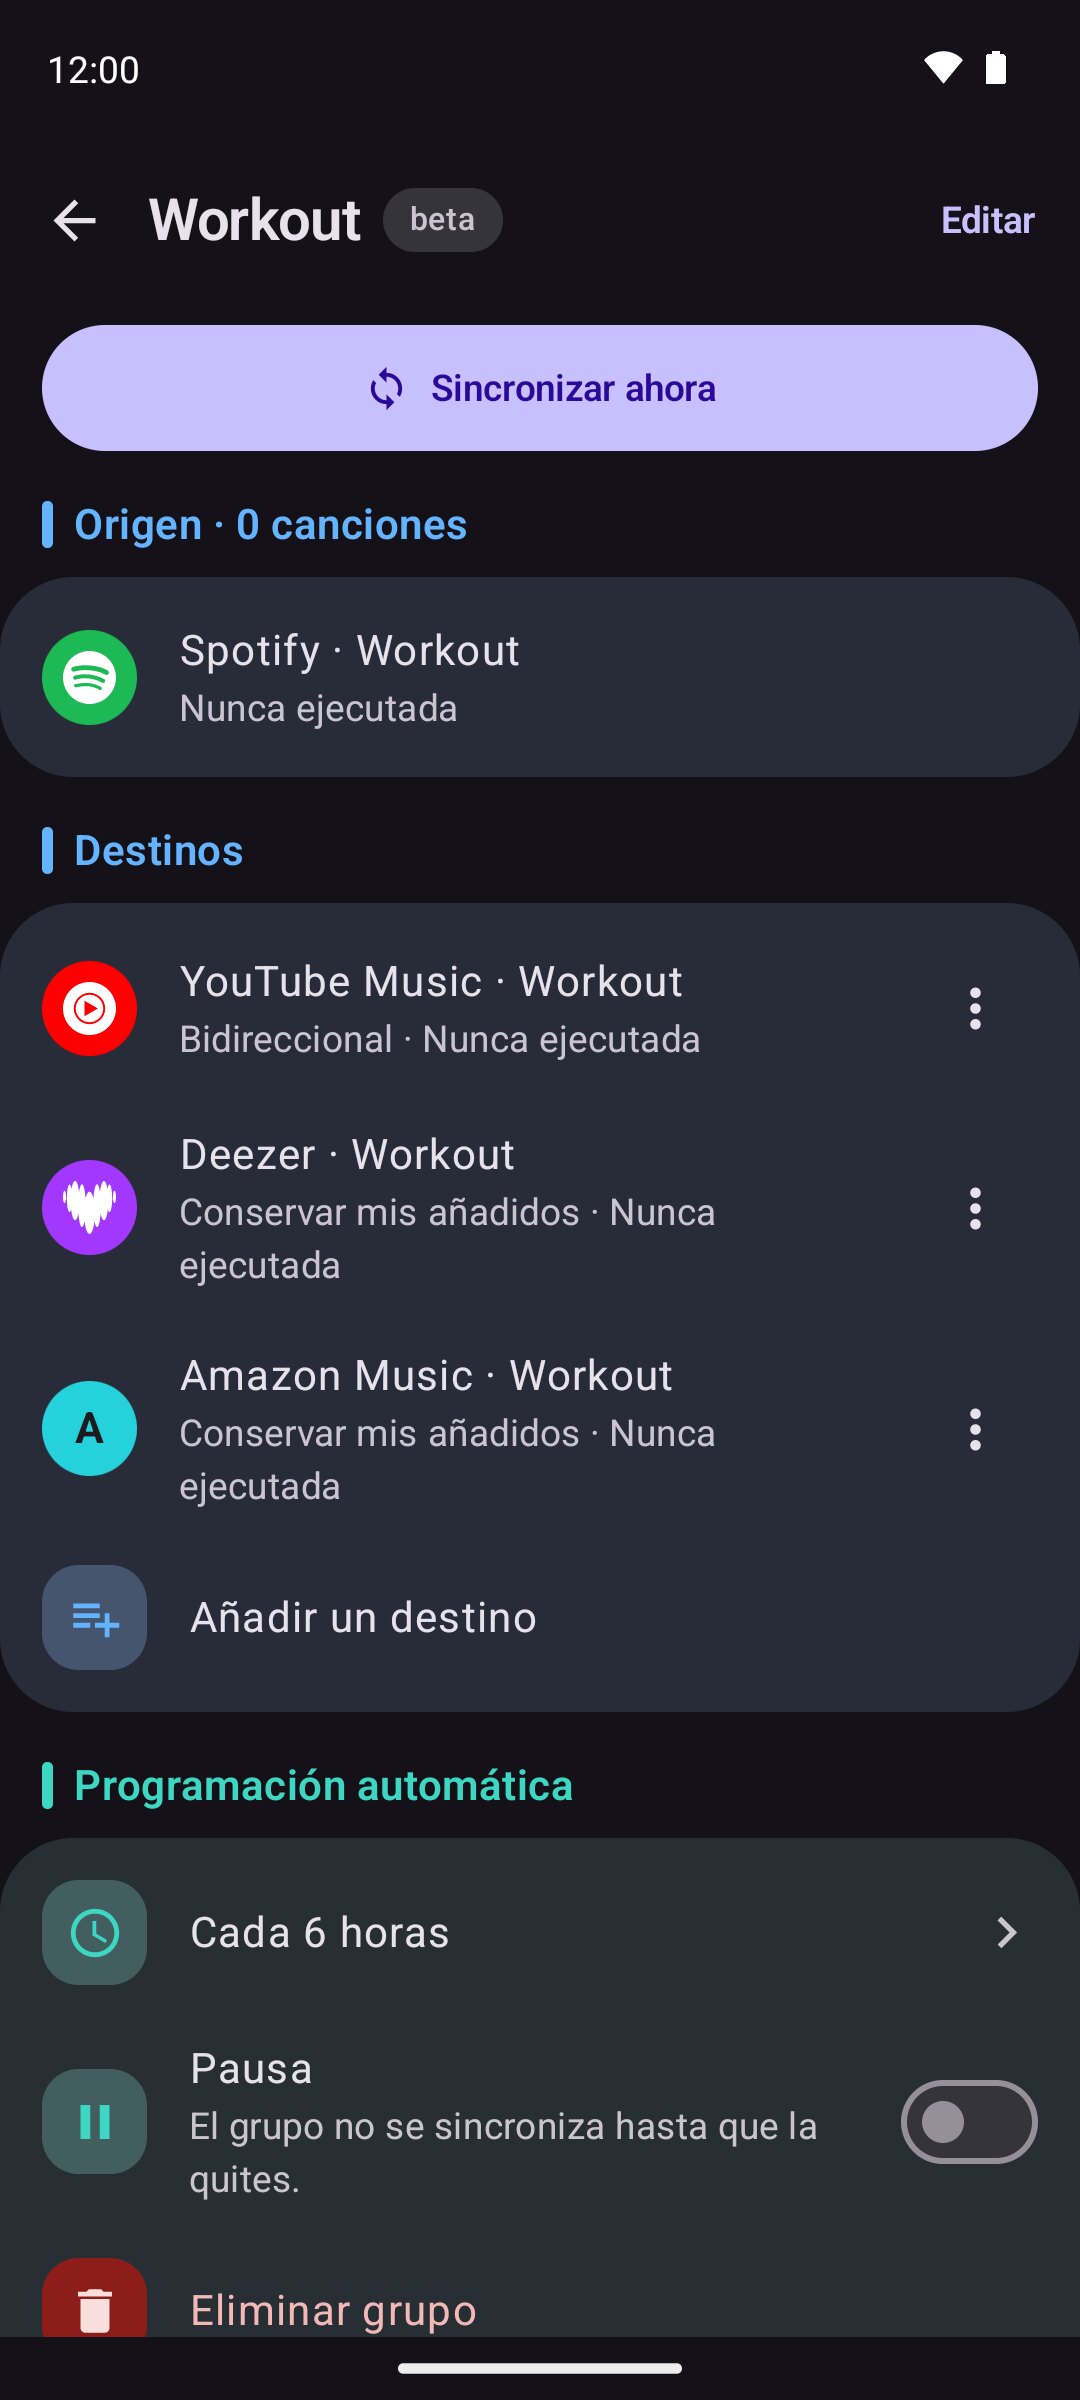 12:00
Workout beta Editar
Sincronizar ahora
Origen · 0 canciones
Spotify · Workout
Nunca ejecutada
Destinos
YouTube Music · Workout
Bidireccional · Nunca ejecutada
Deezer · Workout
Conservar mis añadidos · Nunca
ejecutada
A
Amazon Music · Workout
Conservar mis añadidos · Nunca
ejecutada
Añadir un destino
Programación automática
Cada 6 horas
Pausa
El grupo no se sincroniza hasta que la
quites.
Eliminar grupo